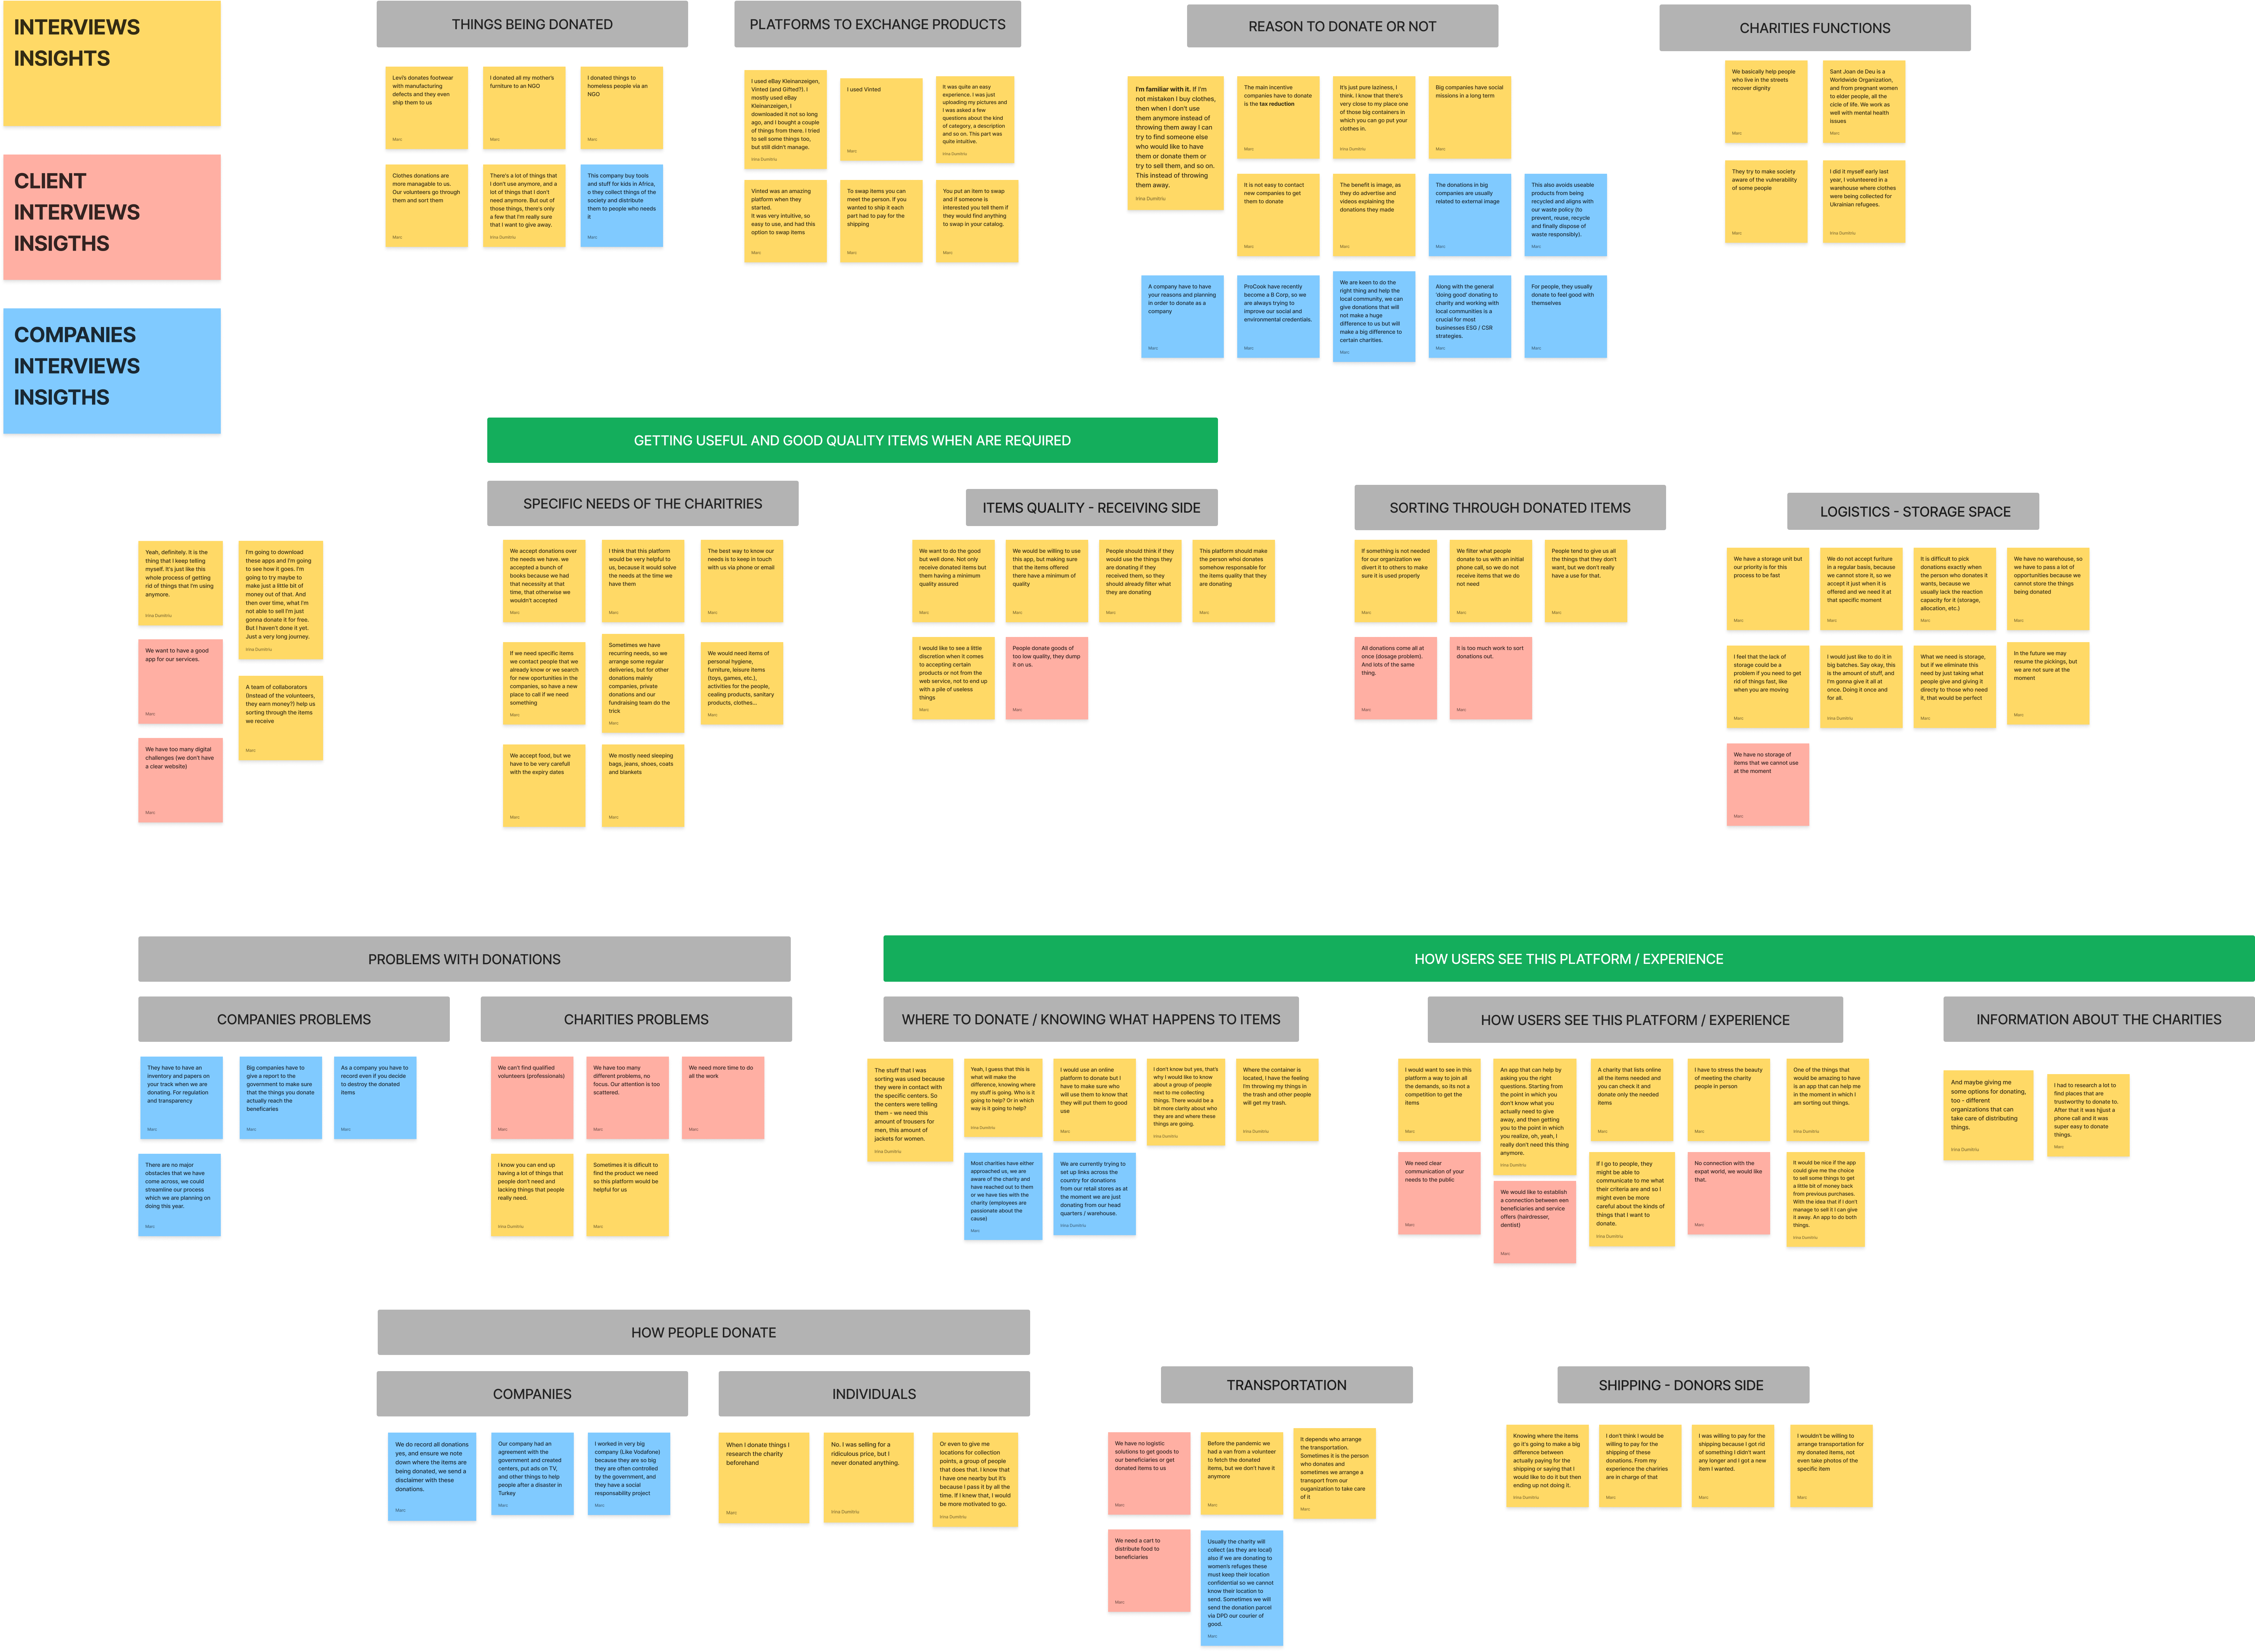 INTERVIEWS
INSIGHTS
CLIENT
INTERVIEWS
INSIGTHS
COMPANIES
INTERVIEWS
INSIGTHS
THINGS BEING DONATED
Levi's donates footwear
with manufacturing
defects and they even
ship them to us
Marc
I donated all my mother's
furniture to an NGO
Marc
I donated things to
homeless people via an
NGO
Marc
Clothes donations are
more managable to us.
Our volunteers go through
them and sort them
Marc
There's a lot of things that
I don't use anymore, and a
lot of things that I don't
need anymore. But out of
those things, there's only
a few that I'm really sure
that I want to give away.
Irina Dumitriu
This company buy tools
and stuff for kids in Africa,
o they collect things of the
society and distribute
them to people who needs
it
Marc
PLATFORMS TO EXCHANGE PRODUCTS
I used eBay Kleinanzeigen,
Vinted (and Gifted?). I
mostly used eBay
Kleinanzeigen, I
downloaded it not so long
ago, and I bought a couple
of things from there. I tried
to sell some things too,
but still didn't manage.
Irina Dumitriu
I used Vinted
Marc
It was quite an easy
experience. I was just
uploading my pictures and
I was asked a few
questions about the kind
of category, a description
and so on. This part was
quite intuitive.
Irina Dumitriu
Vinted was an amazing
platform when they
started.
It was very intuitive, so
easy to use, and had this
option to swap items
Marc
To swap items you can
meet the person. If you
wanted to ship it each
part had to pay for the
shipping
Marc
You put an item to swap
and if someone is
interested you tell them if
they would find anything
to swap in your catalog.
Marc
REASON TO DONATE OR NOT
I'm familiar with it. If I'm
not mistaken I buy clothes,
then when I don't use
them anymore instead of
throwing them away I can
try to find someone else
who would like to have
them or donate them or
try to sell them, and so on.
This instead of throwing
them away.
Irina Dumitriu
The main incentive
companies have to donate
is the tax reduction
Marc
It's just pure laziness, I
think. I know that there's
very close to my place one
of those big containers in
which you can go put your
clothes in.
Irina Dumitriu
Big companies have social
missions in a long term
Marc
It is not easy to contact
new companies to get
them to donate
Marc
The benefit is image, as
they do advertise and
videos explaining the
donations they made
Marc
The donations in big
companies are usually
related to external image
Marc
This also avoids useable
products from being
recycled and aligns with
our waste policy (to
prevent, reuse, recycle
and finally dispose of
waste responsibly).
Marc
A company have to have
your reasons and planning
in order to donate as a
company
Marc
ProCook have recently
become a B Corp, so we
are always trying to
improve our social and
environmental credentials.
Marc
We are keen to do the
right thing and help the
local community, we can
give donations that will
not make a huge
difference to us but will
make a big difference to
certain charities.
Marc
Along with the general
'doing good' donating to
charity and working with
local communities is a
crucial for most
businesses ESG / CSR
strategies.
Marc
For people, they usually
donate to feel good with
themselves
Marc
CHARITIES FUNCTIONS
We basically help people
who live in the streets
recover dignity
Marc
Sant Joan de Deu is a
Worldwide Organization,
and from pregnant women
to elder people, all the
cicle of life. We work as
well with mental health
issues
Marc
They try to make society
aware of the vulnerability
of some people
Marc
I did it myself early last
year, I volunteered in a
warehouse where clothes
were being collected for
Ukrainian refugees.
Irina Dumitriu
GETTING USEFUL AND GOOD QUALITY ITEMS WHEN ARE REQUIRED
Yeah, definitely. It is the
thing that I keep telling
myself. It's just like this
whole process of getting
rid of things that I'm using
anymore.
Irina Dumitriu
I'm going to download
these apps and I'm going
to see how it goes. I'm
going to try maybe to
make just a little bit of
money out of that. And
then over time, what I'm
not able to sell I'm just
gonna donate it for free.
But I haven't done it yet.
Just a very long journey.
Irina Dumitriu
We want to have a good
app for our services.
Marc
A team of collaborators
(instead of the volunteers,
they earn money?) help us
sorting through the items
we receive
Marc
We have too many digital
challenges (we don't have
a clear website)
Marc
SPECIFIC NEEDS OF THE CHARITRIES
We accept donations over
the needs we have. we
accepted a bunch of
books because we had
that necessity at that
time, that otherwise we
wouldn't accepted
Marc
I think that this platform
would be very helpful to
us, because it would solve
the needs at the time we
have them
Marc
The best way to know our
needs is to keep in touch
with us via phone or email
Marc
If we need specific items
we contact people that we
already know or we search
for new oportunities in the
companies, so have a new
place to call if we need
something
Marc
Sometimes we have
recurring needs, so we
arrange some regular
deliveries, but for other
donations mainly
companies, private
donations and our
fundraising team do the
trick
Marc
We would need items of
personal hygiene,
furniture, leisure items
(toys, games, etc.),
activities for the people,
cealing products, sanitary
products, clothes...
Marc
We accept food, but we
have to be very carefull
with the expiry dates
Marc
We mostly need sleeping
bags, jeans, shoes, coats
and blankets
Marc
ITEMS QUALITY - RECEIVING SIDE
We want to do the good
but well done. Not only
receive donated items but
them having a minimum
quality assured
Marc
We would be willing to use
this app, but making sure
that the items offered
there have a minimum of
quality
Marc
People should think if they
would use the things they
are donating if they
received them, so they
should already filter what
they are donating
Marc
This platform should make
the person whoi donates
somehow responsable for
the items quality that they
are donating
Marc
I would like to see a little
discretion when it comes
to accepting certain
products or not from the
web service, not to end up
with a pile of useless
things
Marc
People donate goods of
too low quality, they dump
it on us.
Marc
SORTING THROUGH DONATED ITEMS
If something is not needed
for our organization we
divert it to others to make
sure it is used properly
Marc
We filter what people
donate to us with an initial
phone call, so we do not
receive items that we do
not need
Marc
People tend to give us all
the things that they don't
want, but we don't really
have a use for that.
Marc
All donations come all at
once (dosage problem).
And lots of the same
thing.
Marc
It is too much work to sort
donations out.
Marc
LOGISTICS - STORAGE SPACE
We have a storage unit but
our priority is for this
process to be fast
Marc
We do not accept furiture
in a regular basis, because
we cannot store it, so we
accept it just when it is
offered and we need it at
that specific moment
Marc
It is difficult to pick
donations exactly when
the person who donates it
wants, because we
usually lack the reaction
capacity for it (storage,
allocation, etc.)
Marc
We have no warehouse, so
we have to pass a lot of
opportunities because we
cannot store the things
being donated
Marc
I feel that the lack of
storage could be a
problem if you need to get
rid of things fast, like
when you are moving
Marc
I would just like to do it in
big batches. Say okay, this
is the amount of stuff, and
I'm gonna give it all at
once. Doing it once and
for all.
Irina Dumitriu
What we need is storage,
but if we eliminate this
need by just taking what
people give and giving it
directy to those who need
it, that would be perfect
Marc
In the future we may
resume the pickings, but
we are not sure at the
moment
Marc
We have no storage of
items that we cannot use
at the moment
Marc
PROBLEMS WITH DONATIONS
COMPANIES PROBLEMS
They have to have an
inventory and papers on
your track when we are
donating. For regulation
and transparency
Marc
Big companies have to
give a report to the
government to make sure
that the things you donate
actually reach the
beneficaries
Marc
As a company you have to
record even if you decide
to destroy the donated
items
Marc
There are no major
obstacles that we have
come across, we could
streamline our process
which we are planning on
doing this year.
Marc
CHARITIES PROBLEMS
We can't find qualified
volunteers (professionals)
Marc
We have too many
different problems, no
focus. Our attention is too
scattered.
Marc
We need more time to do
all the work
Marc
I know you can end up
having a lot of things that
people don't need and
lacking things that people
really need.
Irina Dumitriu
Sometimes it is dificult to
find the product we need
so this platform would be
helpful for us
Marc
HOW USERS SEE THIS PLATFORM / EXPERIENCE
WHERE TO DONATE / KNOWING WHAT HAPPENS TO ITEMS
The stuff that I was
sorting was used because
they were in contact with
the specific centers. So
the centers were telling
them - we need this
amount of trousers for
men, this amount of
jackets for women.
Irina Dumitriu
Yeah, I guess that this is
what will make the
difference, knowing where
my stuff is going. Who is it
going to help? Or in which
way is it going to help?
Irina Dumitriu
I would use an online
platform to donate but I
have to make sure who
will use them to know that
they will put them to good
use
Marc
I don't know but yes, that's
why I would like to know
about a group of people
next to me collecting
things. There would be a
bit more clarity about who
they are and where these
things are going.
Irina Dumitriu
Where the container is
located, I have the feeling
I'm throwing my things in
the trash and other people
will get my trash.
Irina Dumitriu
Most charities have either
approached us, we are
aware of the charity and
have reached out to them
or we have ties with the
charity (employees are
passionate about the
cause)
Marc
We are currently trying to
set up links across the
country for donations
from our retail stores as at
the moment we are just
donating from our head
quarters / warehouse.
Irina Dumitriu
HOW USERS SEE THIS PLATFORM / EXPERIENCE
I would want to see in this
platform a way to join all
the demands, so its not a
competition to get the
items
Marc
An app that can help by
asking you the right
questions. Starting from
the point in which you
don't know what you
actually need to give
away, and then getting
you to the point in which
you realize, oh, yeah, I
really don't need this thing
anymore.
Irina Dumitriu
A charity that lists online
all the items needed and
you can check it and
donate only the needed
items
Marc
I have to stress the beauty
of meeting the charity
people in person
Marc
One of the things that
would be amazing to have
is an app that can help me
in the moment in which I
am sorting out things.
Irina Dumitriu
We need clear
communication of your
needs to the public
Marc
We would like to establish
a connection between een
beneficiaries and service
offers (hairdresser,
dentist)
Marc
If I go to people, they
might be able to
communicate to me what
their criteria are and so I
might even be more
careful about the kinds of
things that I want to
donate.
Irina Dumitriu
No connection with the
expat world, we would like
that.
Marc
It would be nice if the app
could give me the choice
to sell some things to get
a little bit of money back
from previous purchases.
With the idea that if I don't
manage to sell it I can give
it away. An app to do both
things.
Irina Dumitriu
INFORMATION ABOUT THE CHARITIES
And maybe giving me
some options for donating,
too - different
organizations that can
take care of distributing
things.
Irina Dumitriu
I had to research a lot to
find places that are
trustworthy to donate to.
After that it was hjust a
phone call and it was
super easy to donate
things.
Marc
HOW PEOPLE DONATE
COMPANIES
We do record all donations
yes, and ensure we note
down where the items are
being donated, we send a
disclaimer with these
donations.
Marc
Our company had an
agreement with the
government and created
centers, put ads on TV,
and other things to help
people after a disaster in
Turkey
Marc
I worked in very big
company (Like Vodafone)
because they are so big
they are often controlled
by the government, and
they have a social
responsability project
Marc
INDIVIDUALS
When I donate things I
research the charity
beforehand
Marc
No. I was selling for a
ridiculous price, but I
never donated anything.
Irina Dumitriu
Or even to give me
locations for collection
points, a group of people
that does that. I know that
I have one nearby but it's
because I pass it by all the
time. If I knew that, I would
be more motivated to go.
Irina Dumitriu
TRANSPORTATION
We have no logistic
solutions to get goods to
our beneficiaries or get
donated items to us
Marc
Before the pandemic we
had a van from a volunteer
to fetch the donated
items, but we don't have it
anymore
Marc
It depends who arrange
the transportation.
Sometimes it is the person
who donates and
sometimes we arrange a
transport from our
ouganization to take care
of it
Marc
We need a cart to
distribute food to
beneficiaries
Marc
Usually the charity will
collect (as they are local)
also if we are donating to
women's refuges these
must keep their location
confidential so we cannot
know their location to
send. Sometimes we will
send the donation parcel
via DPD our courier of
good.
Marc
SHIPPING - DONORS SIDE
Knowing where the items
go it's going to make a big
difference between
actually paying for the
shipping or saying that I
would like to do it but then
ending up not doing it.
Irina Dumitriu
I don't think I would be
willing to pay for the
shipping of these
donations. From my
experience the chariries
are in charge of that
Marc
I was willing to pay for the
shipping because I got rid
of something I didn't want
any longer and I got a new
item I wanted.
Marc
I wouldn't be willing to
arrange transportation for
my donated items, not
even take photos of the
specific item
Marc